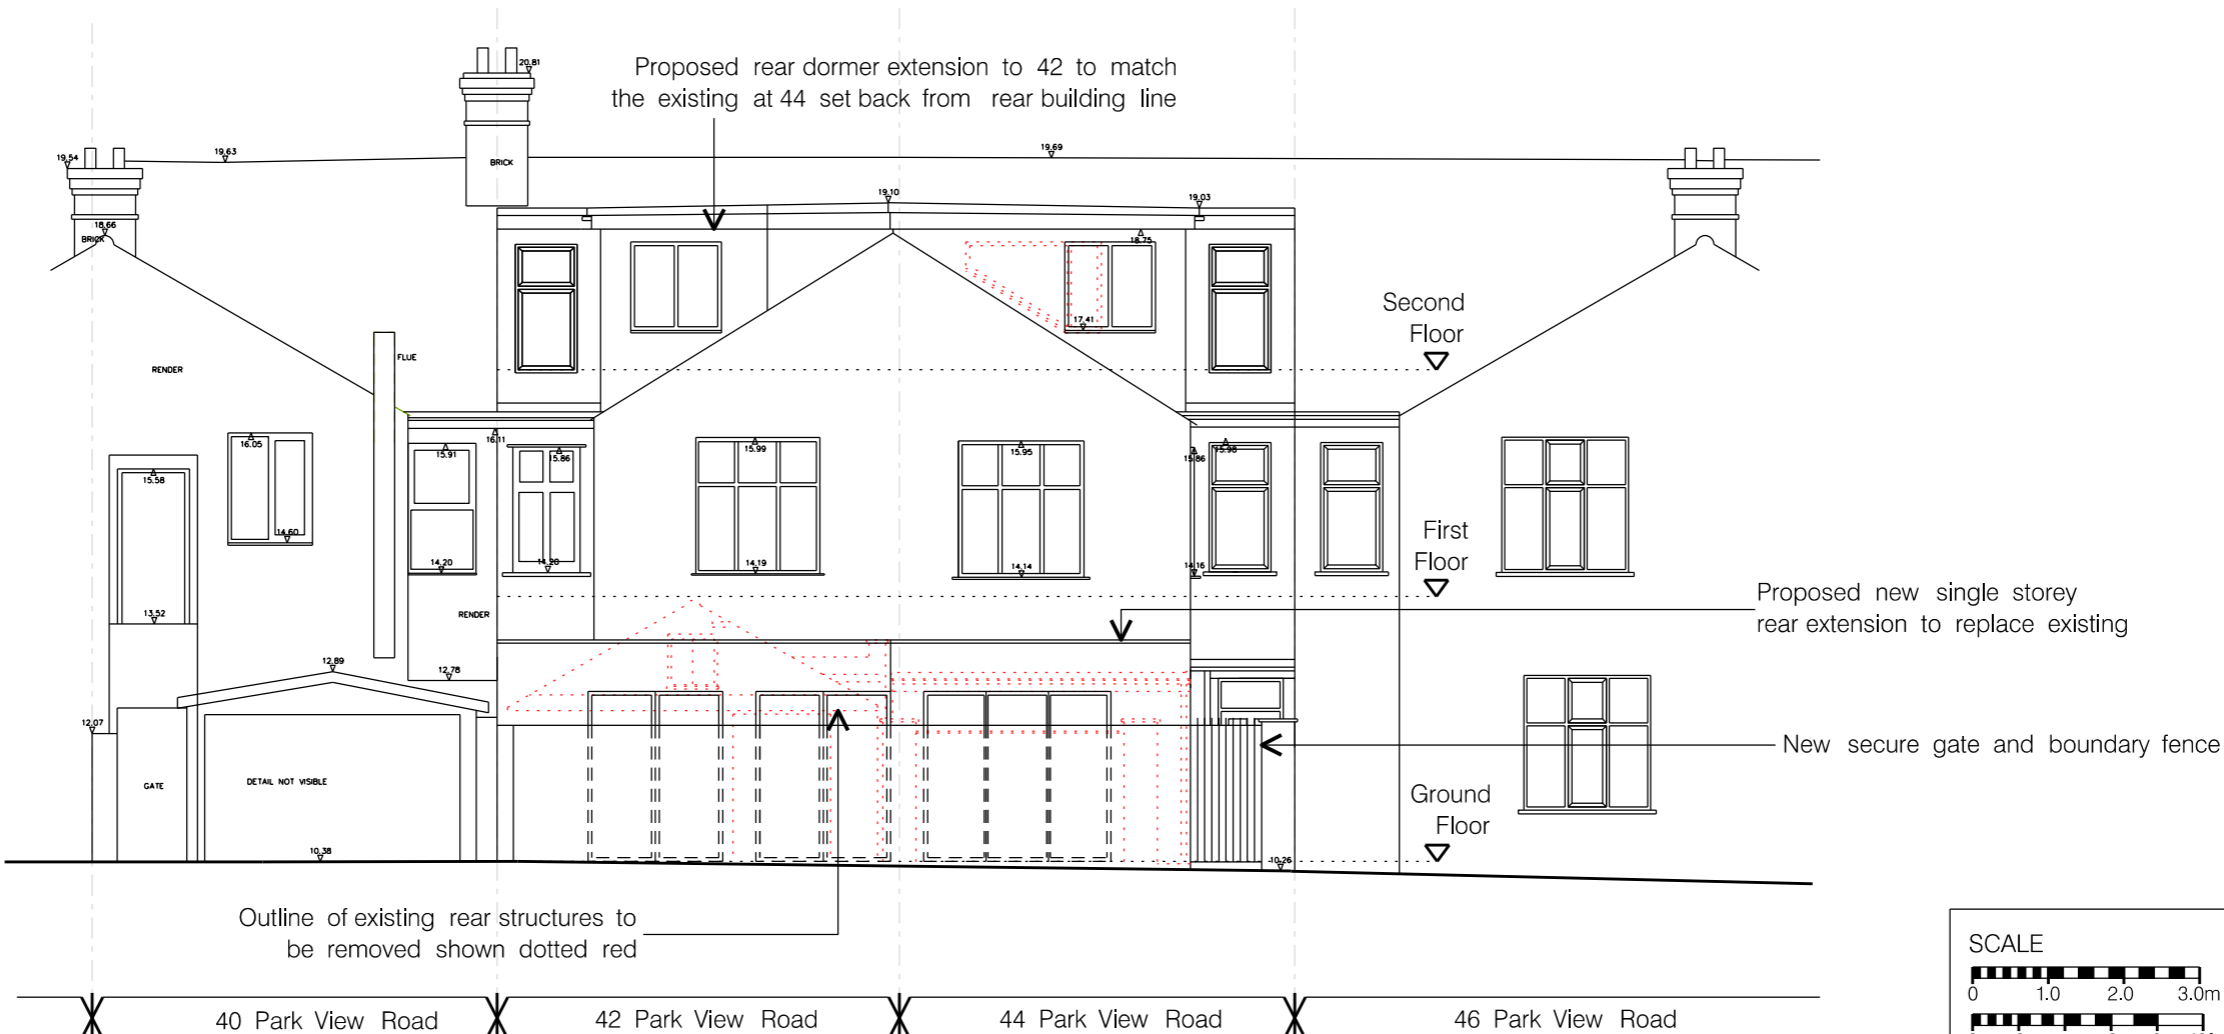 Proposed rear dormer extension to 42 to match
the existing at 44 set back from rear building line
20.81
19.54
19.63
BRICK
19.69
18.66
BRICK
19.10
19.03
18.75
17.41
Second
Floor
RENDER
FLUE
16.05
16.11
15.91
15.86
15.99
15.95
15.86
15.98
15.58
14.60
14.20
14.20
14.19
14.14
14.16
First
Floor
13.52
RENDER
12.89
12.78
Proposed new single storey
rear extension to replace existing
12.07
New secure gate and boundary fence
GATE
DETAIL NOT VISIBLE
Ground
Floor
10.38
10.26
Outline of existing rear structures to
be removed shown dotted red
SCALE
0 1.0 2.0 3.0m
40 Park View Road
42 Park View Road
44 Park View Road
46 Park View Road